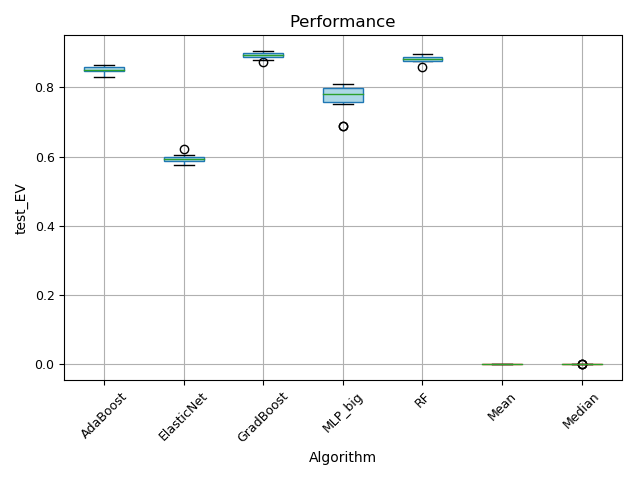 Performance
test_EV
0.8
0.6
0.4
0.2
0.0
AdaBoost
ElasticNet
GradBoost
MLP_big
RF
Mean
Median
Algorithm